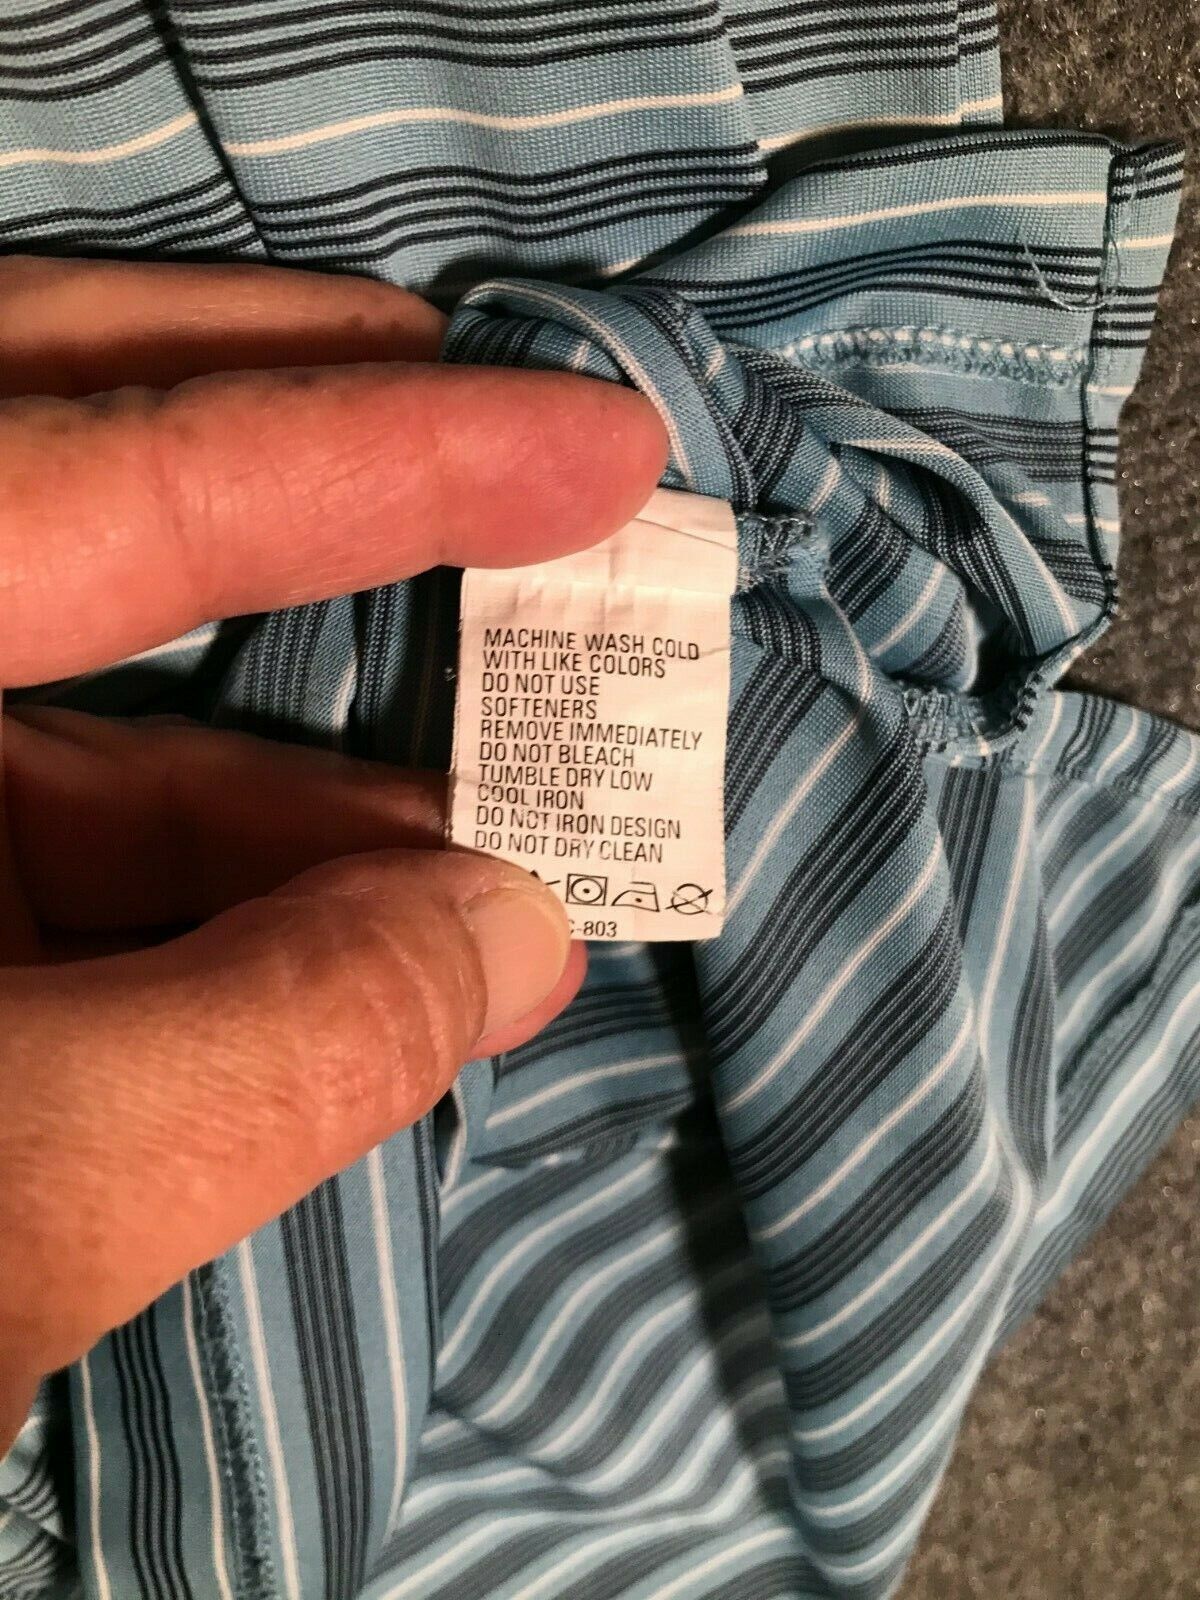 MACHINE WASH COLD
WITH LIKE COLORS
DO NOT USE
SOFTENERS
REMOVE IMMEDIATELY
DO NOT BLEACH
TUMBLE DRY LOW
COOL IRON
DO NOT IRON DESIGN
DO NOT DRY CLEAN
-803